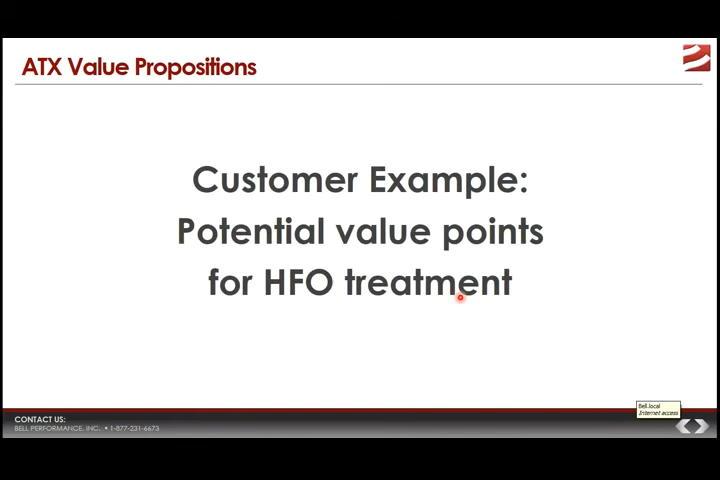 ATX Value Propositions
Customer Example:
Potential value points
for HFO treatment
Bell.local
Internet access
CONTACT US:
BELL PERFORMANCE, INC. • 1-877-231-6673